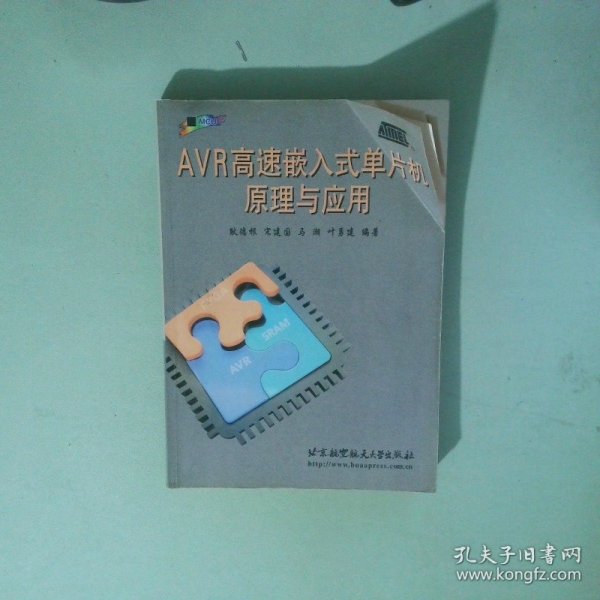 MCU
ATMEL
AVR高速嵌入式单片机
原理与应用
耿德根 宋建国 马潮 叶勇建 编著
AVR
SRAM
北京航空航天大学出版社
http://www.buaapress.com.cn
孔夫子旧书网
www.kongfz.com